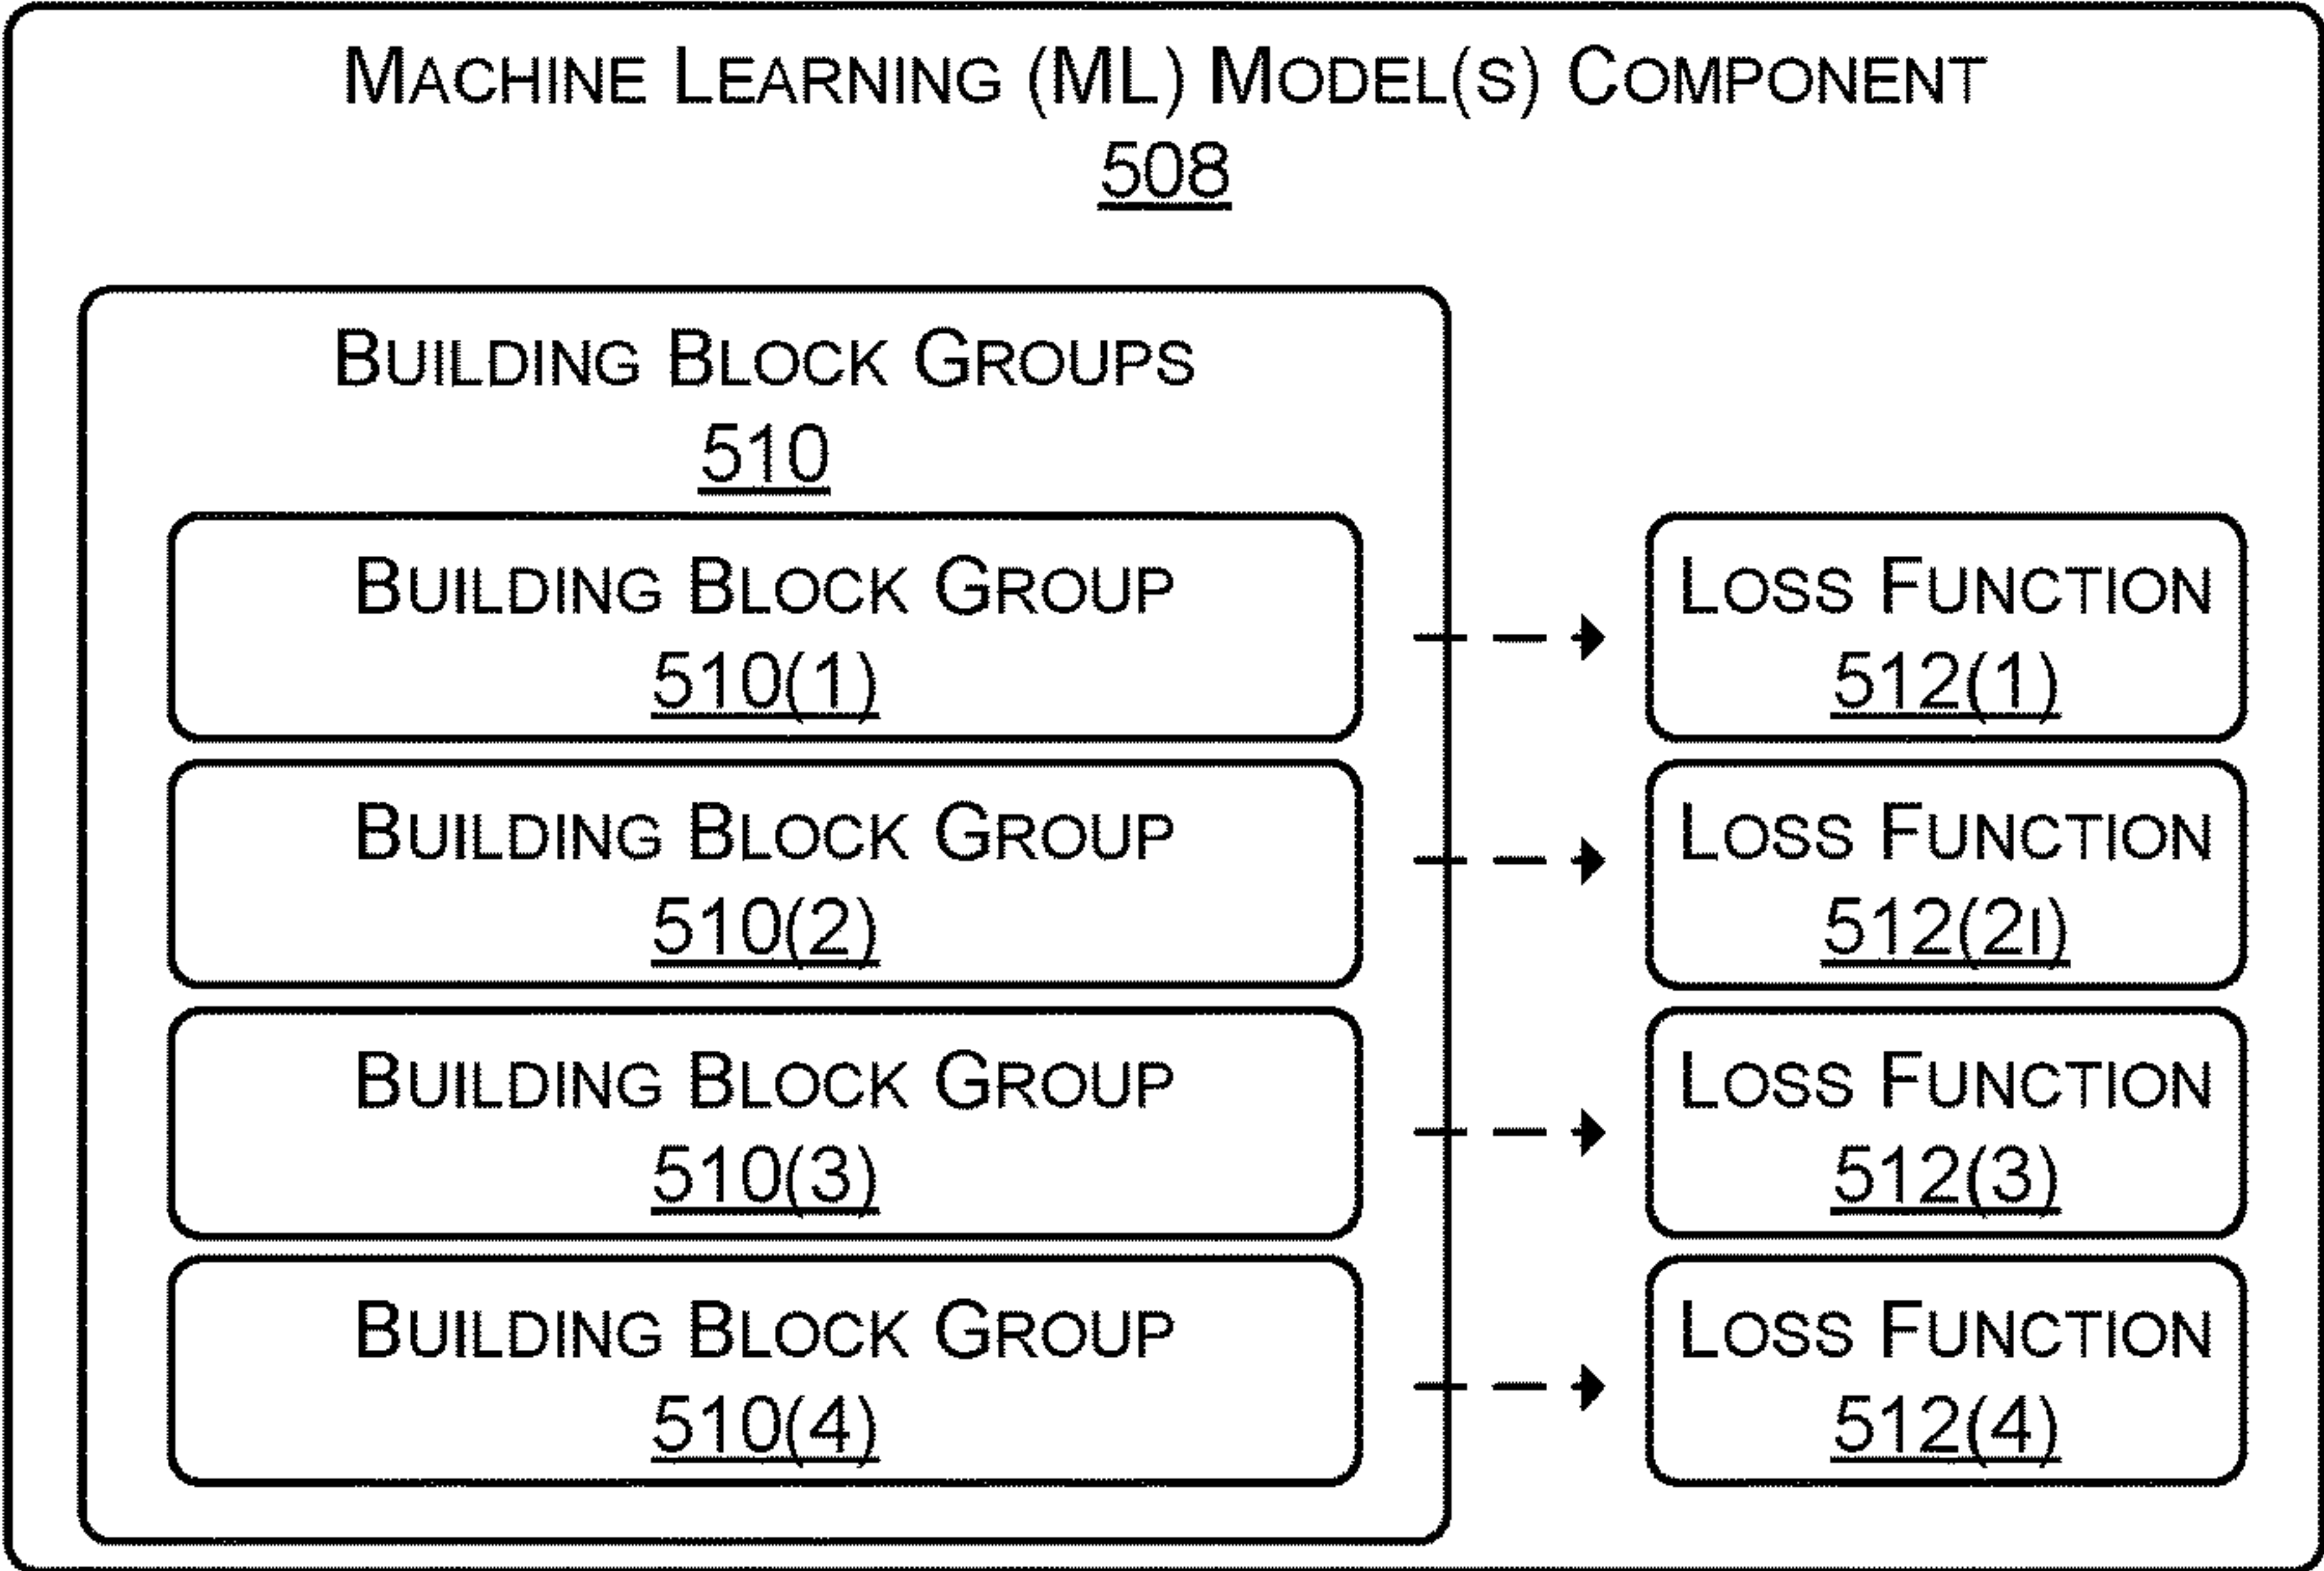 MACHINE LEARNING (ML) MODEL(S) COMPONENT
508
BUILDING BLOCK GROUPS
510
BUILDING BLOCK GROUP
510(1)
LOSS FUNCTION
512(1)
BUILDING BLOCK GROUP
510(2)
LOSS FUNCTION
512(2I)
BUILDING BLOCK GROUP
510(3)
LOSS FUNCTION
512(3)
BUILDING BLOCK GROUP
510(4)
LOSS FUNCTION
512(4)